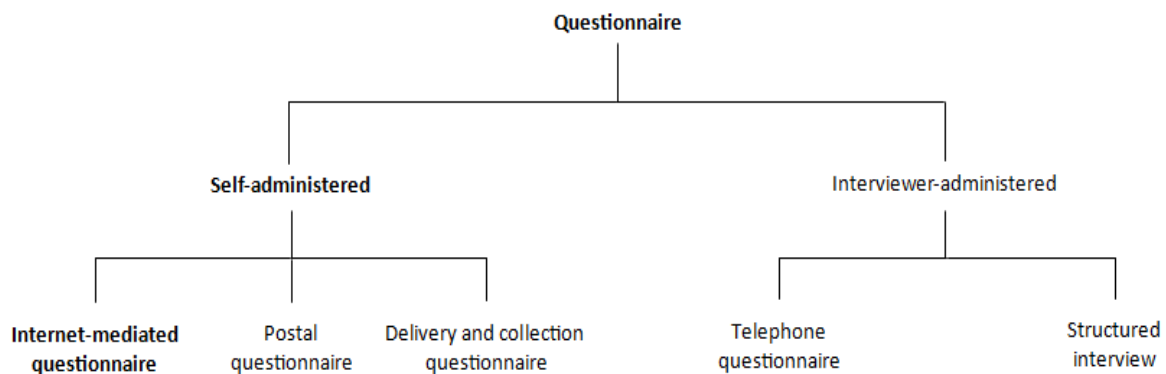 Questionnaire
Self-administered
Interviewer-administered
Internet-mediated
questionnaire
Postal
questionnaire
Delivery and collection
questionnaire
Telephone
questionnaire
Structured
interview